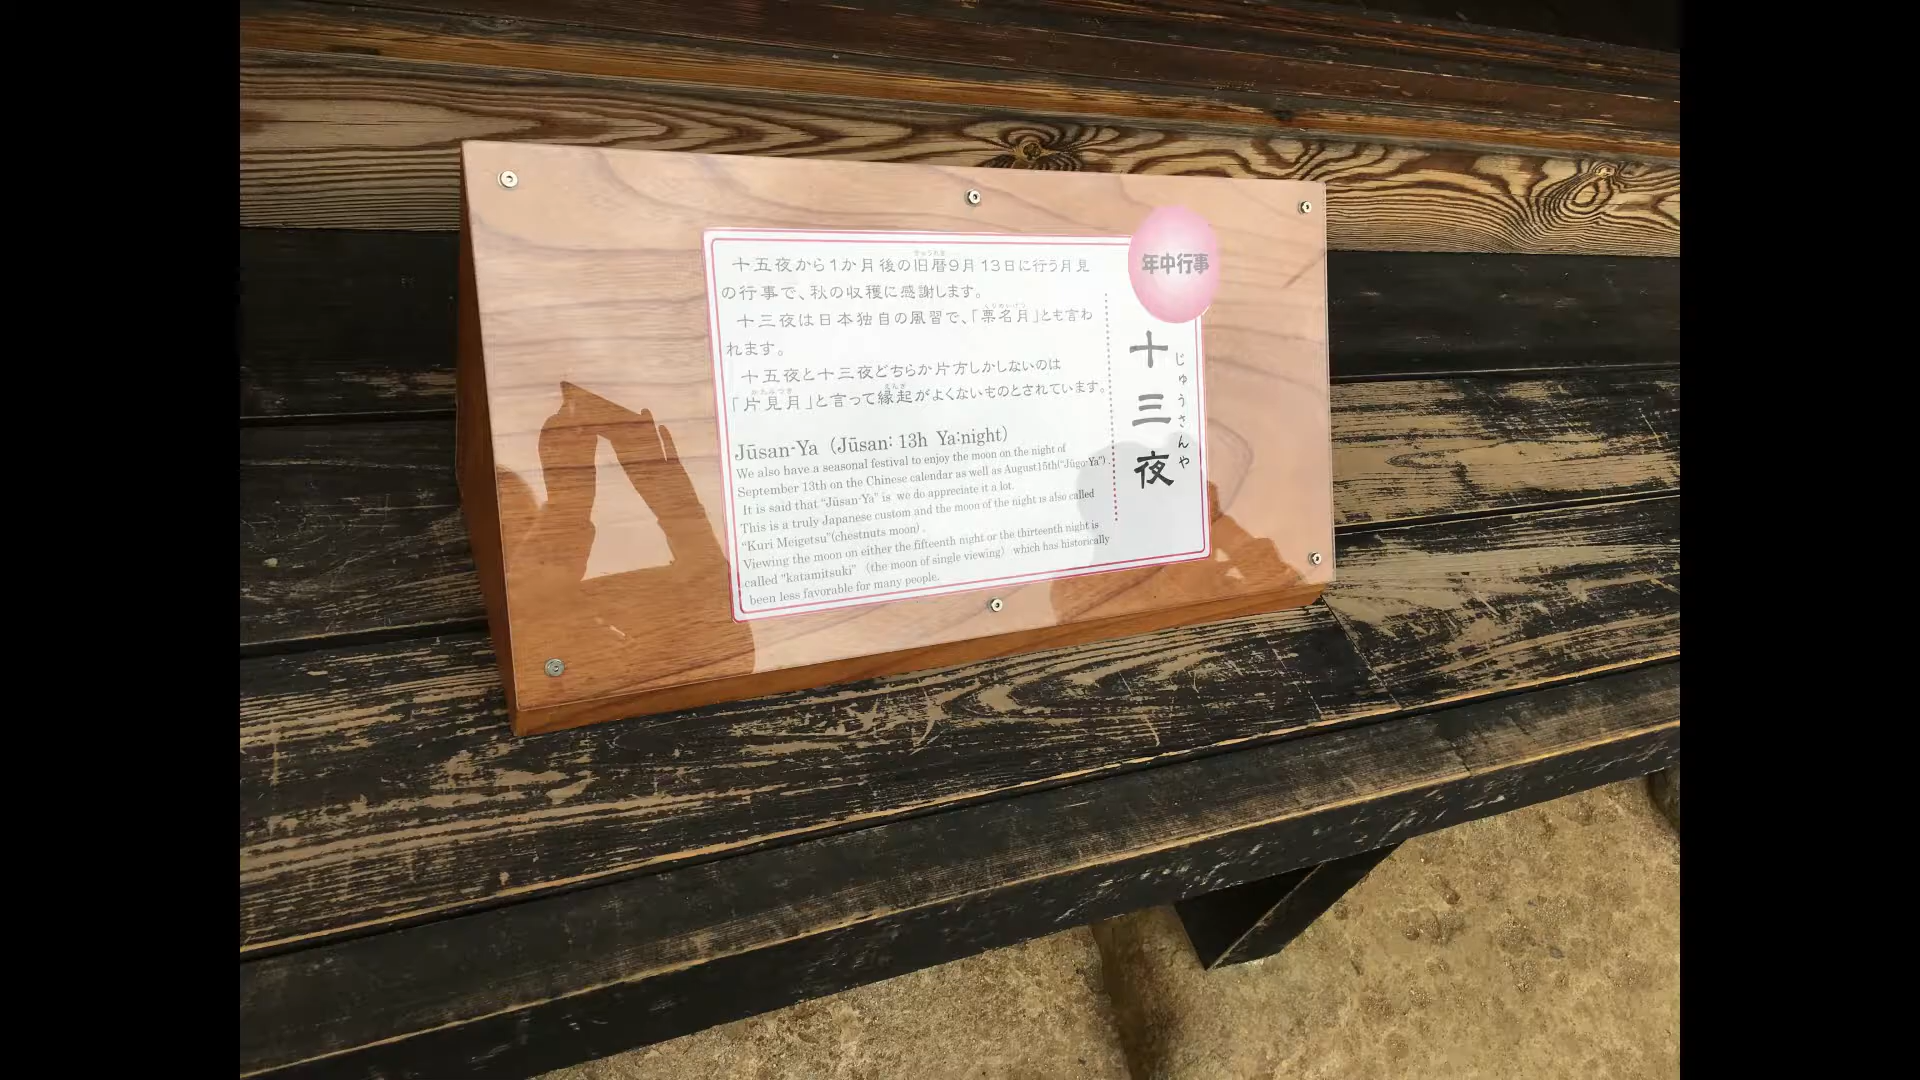 年中行事
十三夜
じゅうさんや
十五夜から1か月後の旧暦9月13日に行う月見
の行事で、秋の収穫に感謝します。
十三夜は日本独自の風習で、「栗名月」とも言わ
れます。
十五夜と十三夜どちらか片方しかしないのは
「片見月」と言って縁起がよくないものとされています。
Jūsan-Ya (Jūsan: 13h Ya:night)
We also have a seasonal festival to enjoy the moon on the night of
September 13th on the Chinese calendar as well as August15th("Jūgo-Ya").
It is said that "Jūsan-Ya" is we do appreciate it a lot.
This is a truly Japanese custom and the moon of the night is also called
"Kuri Meigetsu"(chestnuts moon).
Viewing the moon on either the fifteenth night or the thirteenth night is
called "katamitsuki" (the moon of single viewing) which has historically
been less favorable for many people.